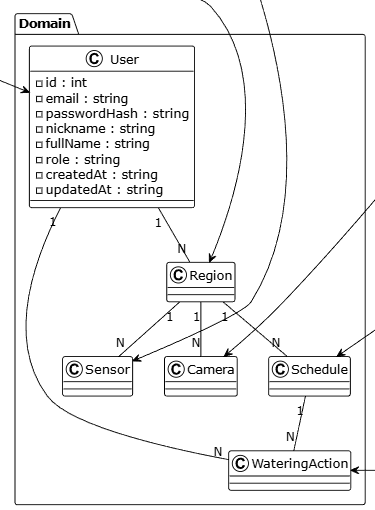 Domain
C User
id : int
email : string
passwordHash : string
nickname : string
fullName : string
role : string
createdAt : string
updatedAt : string
1
1
N
C Region
1
1
1
N
N
N
C Sensor
C Camera
C Schedule
1
N
N
C WateringAction